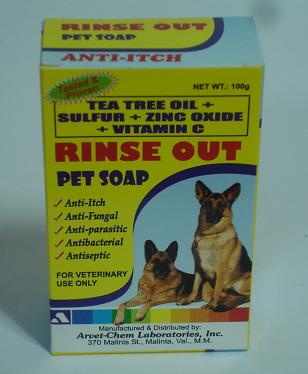 RINSE OUT
PET SOAP
ANTI-ITCH
Tested &
Proven
NET WT.: 100g
TEA TREE OIL +
SULFUR + ZINC OXIDE
+ VITAMIN C
RINSE OUT
PET SOAP
✓ Anti-Itch
✓ Anti-Fungal
✓ Anti-parasitic
✓ Antibacterial
✓ Antiseptic
FOR VETERINARY
USE ONLY
Manufactured & Distributed by:
Arvet-Chem Laboratories, Inc.
370 Malinis St., Malinta, Val., M.M.